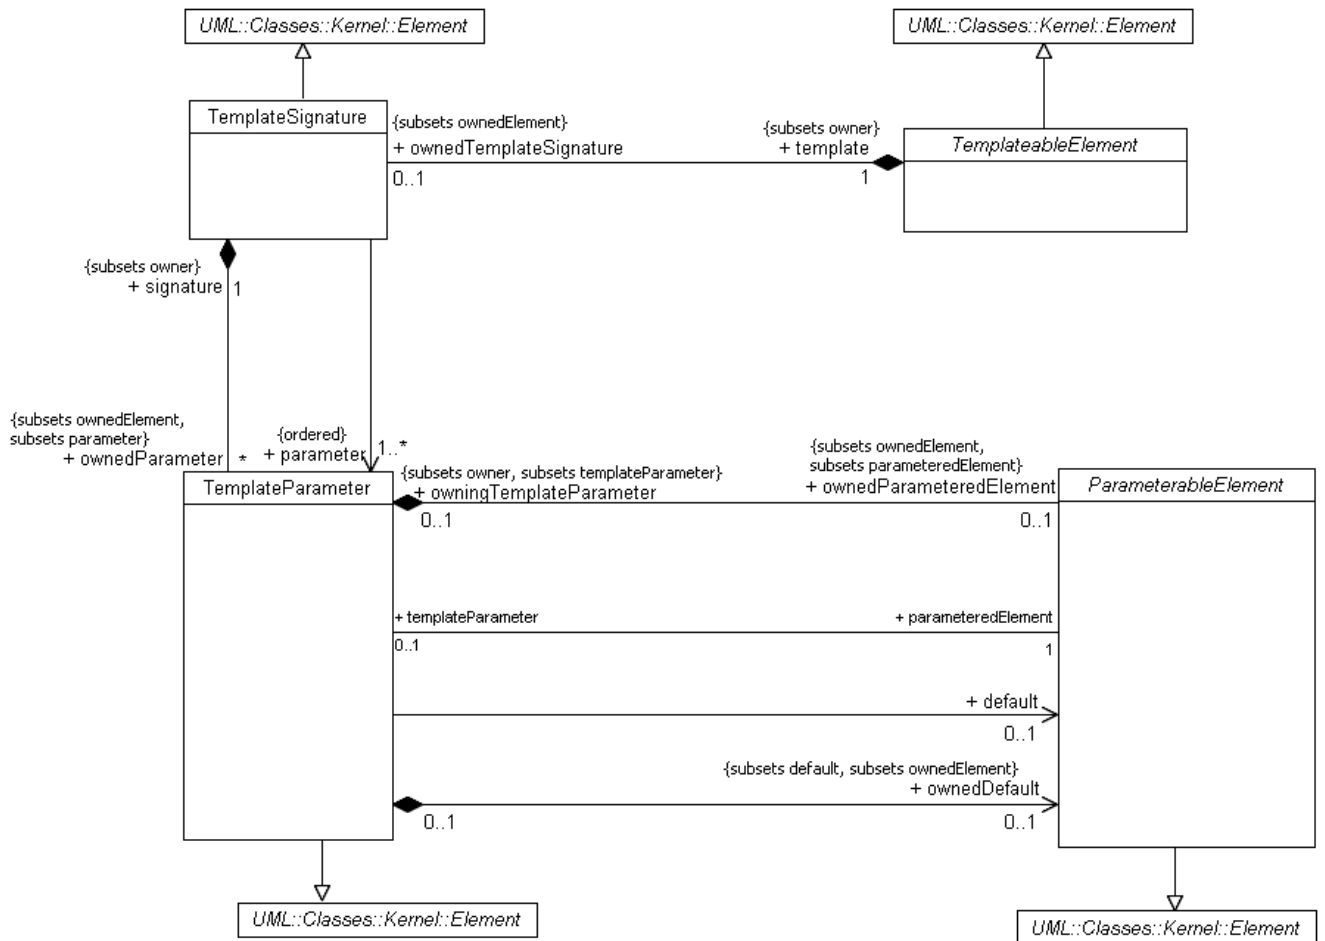 UML::Classes::Kernel::Element
UML::Classes::Kernel::Element
TemplateSignature
{subsets ownedElement}
+ ownedTemplateSignature
0..1
{subsets owner}
+ template
1
TemplateableElement
{subsets owner}
+ signature
1
{subsets ownedElement,
subsets parameter}
+ ownedParameter
*
{ordered}
+ parameter
1..*
TemplateParameter
{subsets owner, subsets templateParameter}
+ owningTemplateParameter
0..1
{subsets ownedElement,
subsets parameteredElement}
+ ownedParameteredElement
0..1
ParameterableElement
+ templateParameter
0..1
+ parameteredElement
1
+ default
0..1
{subsets default, subsets ownedElement}
+ ownedDefault
0..1
0..1
UML::Classes::Kernel::Element
UML::Classes::Kernel::Element